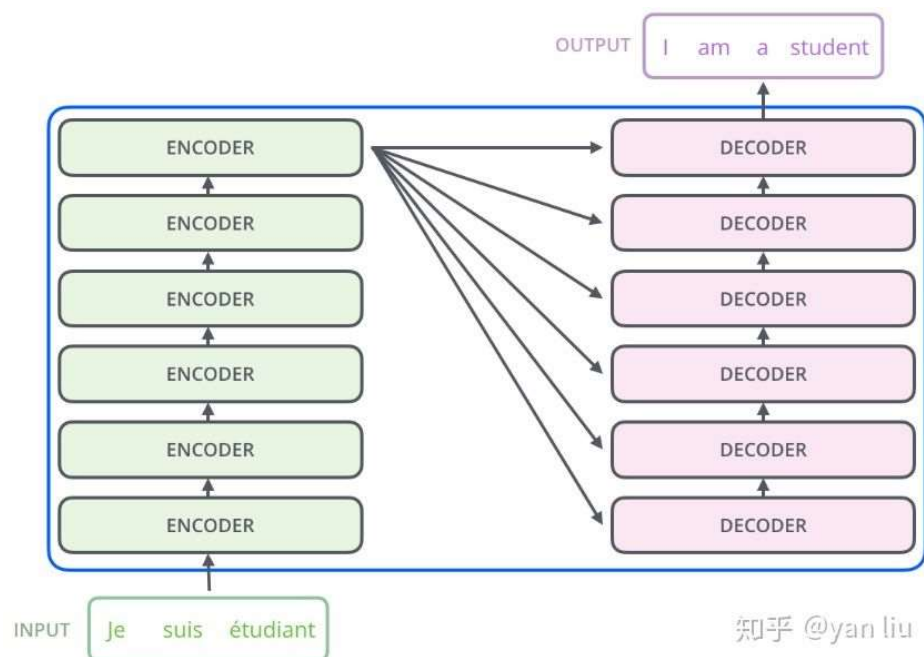 OUTPUT I am a student
ENCODER DECODER
ENCODER DECODER
ENCODER DECODER
ENCODER DECODER
ENCODER DECODER
ENCODER DECODER
INPUT Je suis étudiant
知乎 @yan liu